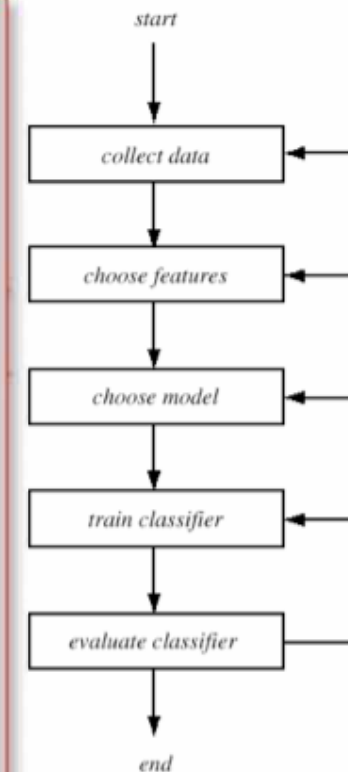 start
collect data
choose features
choose model
train classifier
evaluate classifier
end